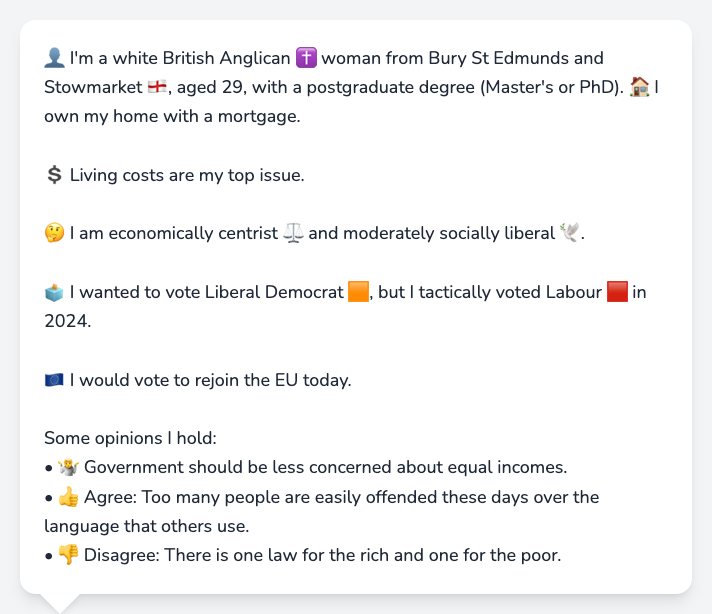 👤 I'm a white British Anglican ✝️ woman from Bury St Edmunds and
Stowmarket 🏴󠁧󠁢󠁥󠁮󠁧󠁿, aged 29, with a postgraduate degree (Master's or PhD). 🏠 I
own my home with a mortgage.
💲 Living costs are my top issue.
🤔 I am economically centrist ⚖️ and moderately socially liberal 🕊️.
🗳️ I wanted to vote Liberal Democrat 🟧, but I tactically voted Labour 🟥 in
2024.
🇪🇺 I would vote to rejoin the EU today.
Some opinions I hold:
• 🤷 Government should be less concerned about equal incomes.
• 👍 Agree: Too many people are easily offended these days over the
language that others use.
• 👎 Disagree: There is one law for the rich and one for the poor.